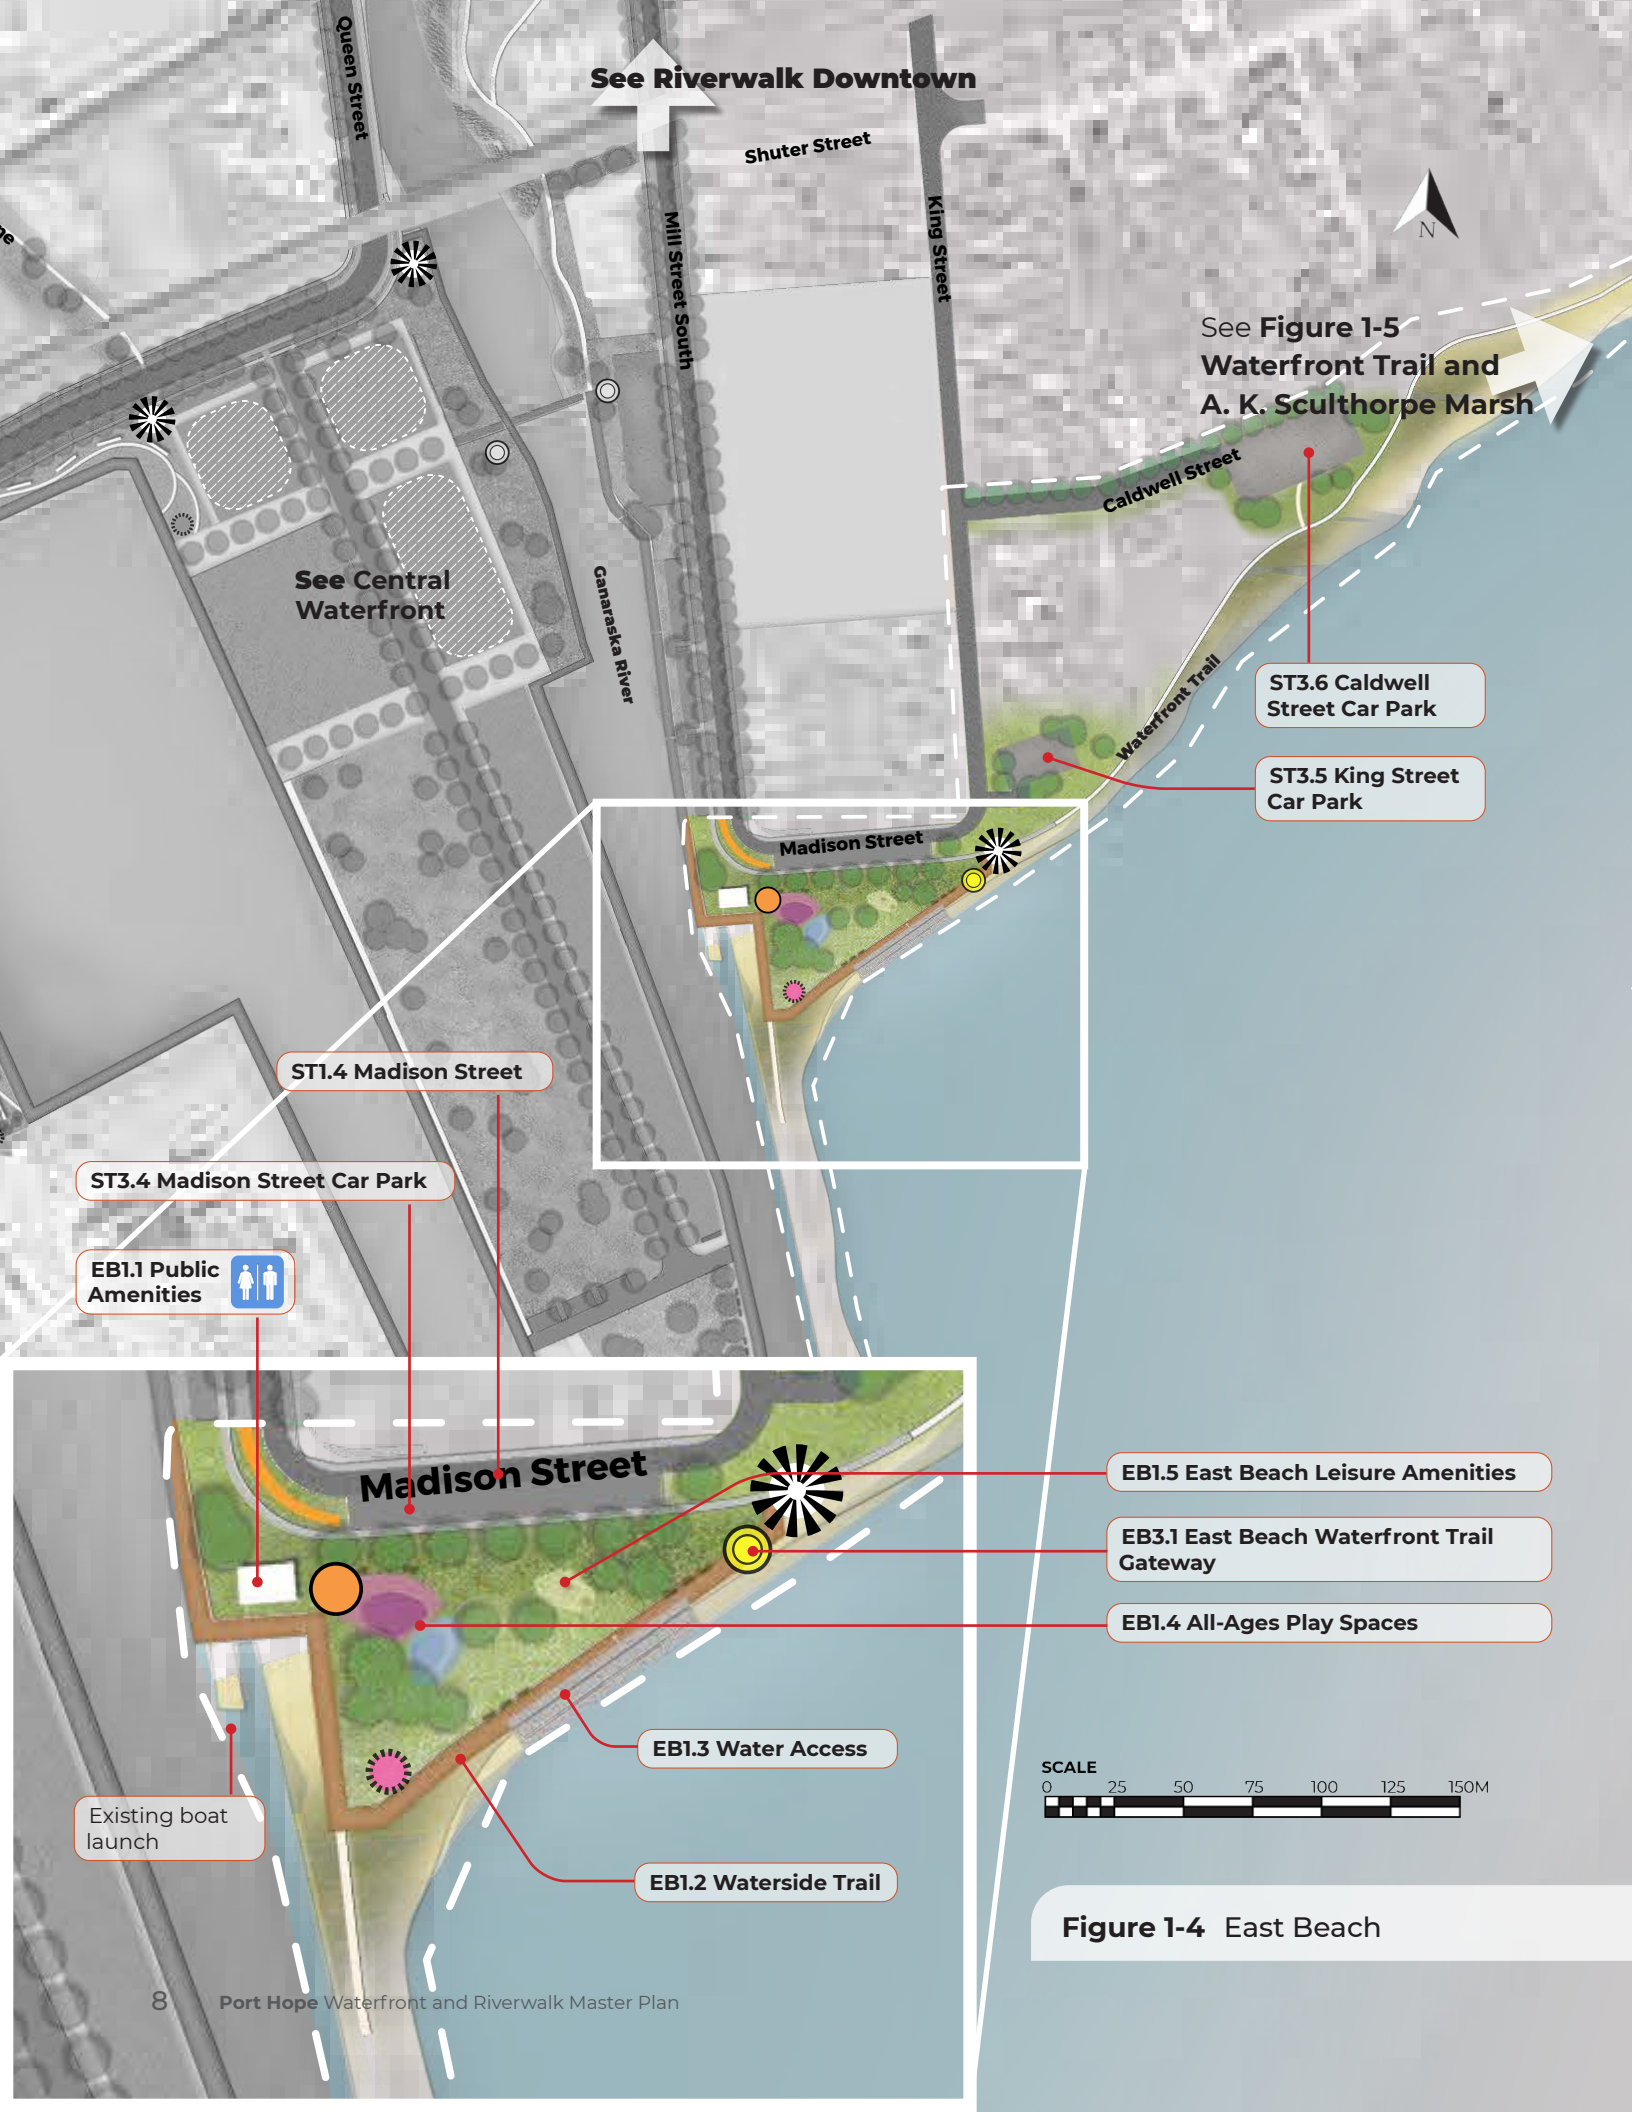 Queen Street
See Riverwalk Downtown
Shuter Street
King Street
Mill Street South
N
See Figure 1-5
Waterfront Trail and
A. K. Sculthorpe Marsh
Caldwell Street
See Central
Waterfront
Ganaraska River
Waterfront Trail
ST3.6 Caldwell
Street Car Park
ST3.5 King Street
Car Park
Madison Street
ST1.4 Madison Street
ST3.4 Madison Street Car Park
EB1.1 Public
Amenities
Madison Street
EB1.5 East Beach Leisure Amenities
EB3.1 East Beach Waterfront Trail
Gateway
EB1.4 All-Ages Play Spaces
EB1.3 Water Access
Existing boat
launch
EB1.2 Waterside Trail
SCALE
0 25 50 75 100 125 150M
Figure 1-4 East Beach
8 Port Hope Waterfront and Riverwalk Master Plan